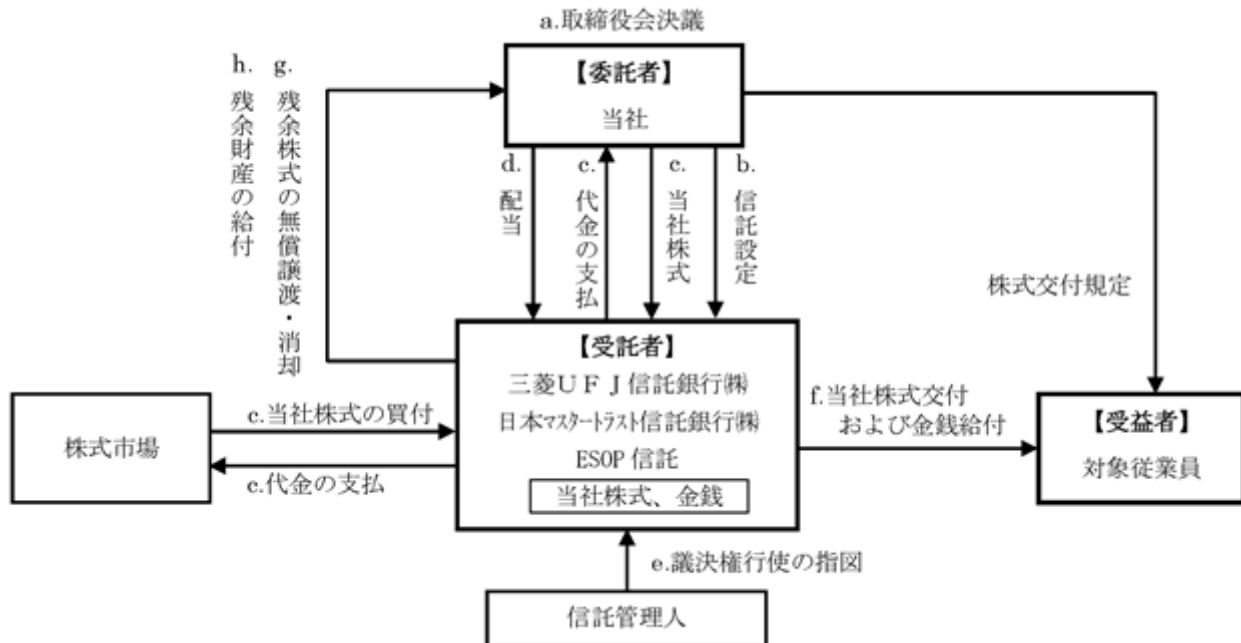 a.取締役会決議
【委託者】
当社
h. 残余財産の給付
g. 残余株式の無償譲渡・消却
d. 配当
c. 代金の支払
c. 当社株式
b. 信託設定
株式交付規定
【受託者】
三菱ＵＦＪ信託銀行㈱
日本マスタートラスト信託銀行㈱
ESOP 信託
当社株式、金銭
株式市場
c.当社株式の買付
c.代金の支払
f.当社株式交付
および金銭給付
【受益者】
対象従業員
e.議決権行使の指図
信託管理人